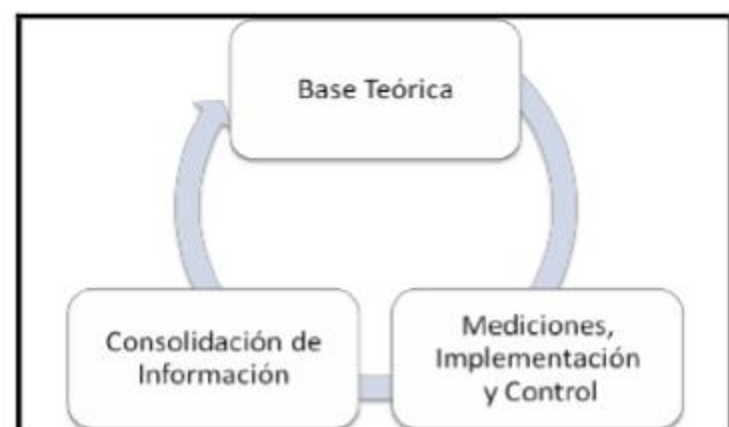 Base Teórica
Consolidación de
Información
Mediciones,
Implementación
y Control